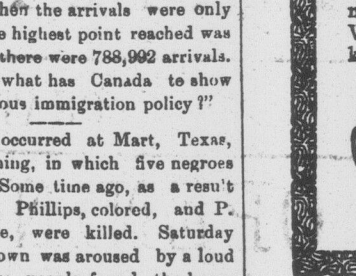 hen the arrivals were only
e highest point reached was
there were 788,992 arrivals.
what has Canada to show
ous immigration policy ?"
occurred at Mart, Texas,
ning, in which five negroes
Some time ago, as a resu't
Phillips, colored, and P.
e, were killed. Saturday
own was aroused by a loud